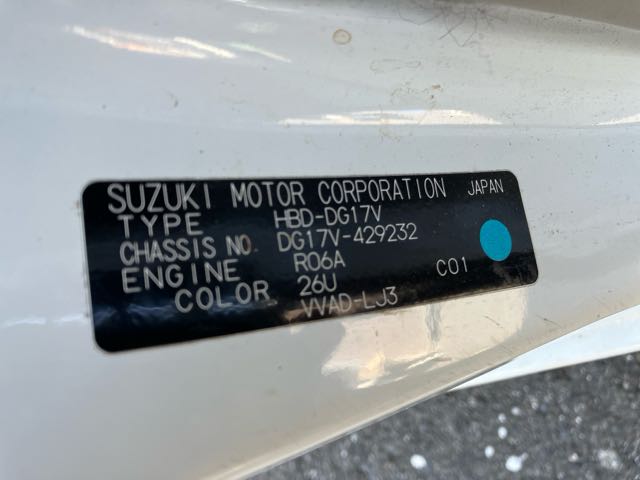 SUZUKI MOTOR CORPORATION JAPAN
TYPE HBD-DG17V
CHASSIS NO. DG17V-429232
ENGINE R06A
COLOR 26U C01
VVAD-LJ3